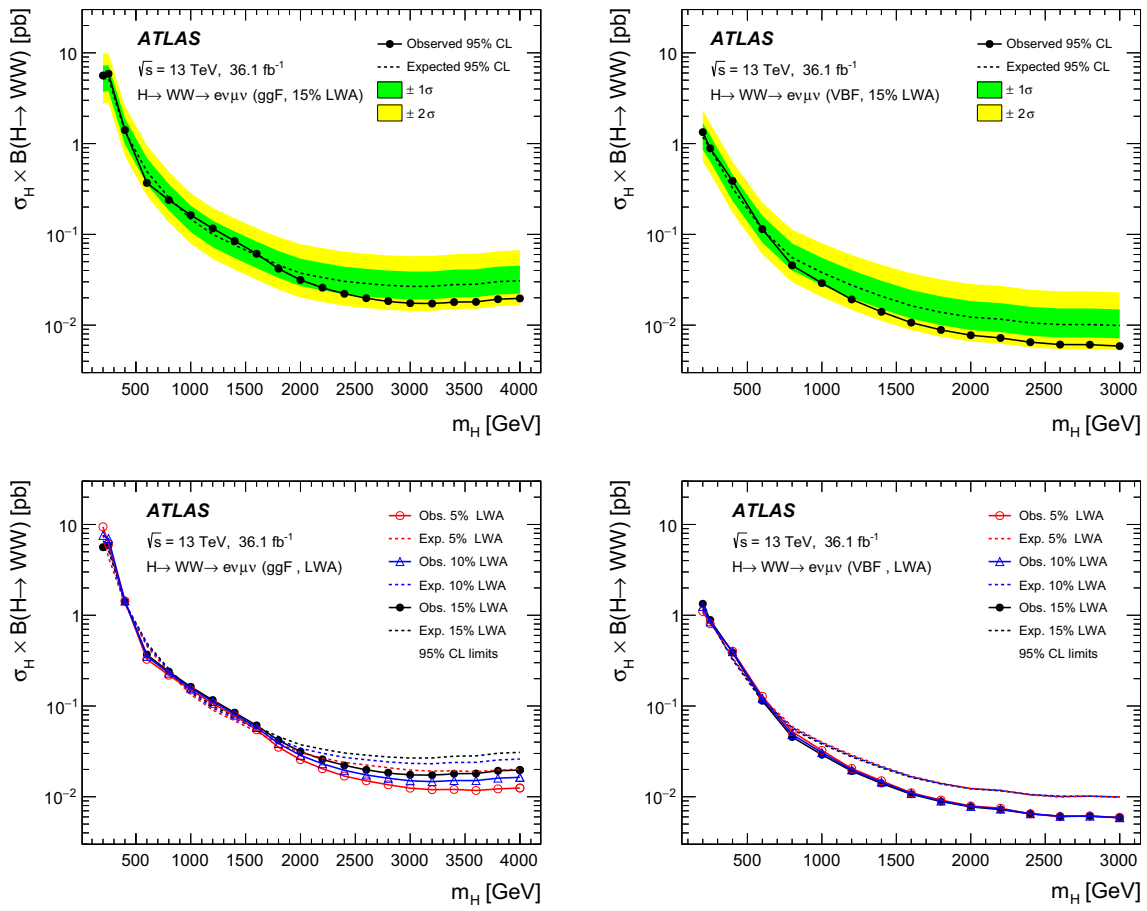 σ_H × B(H→ WW) [pb]
10
1
10⁻¹
10⁻²
ATLAS
√s = 13 TeV, 36.1 fb⁻¹
H→ WW→ eνμν (ggF, 15% LWA)
Observed 95% CL
Expected 95% CL
± 1σ
± 2σ
500 1000 1500 2000 2500 3000 3500 4000
m_H [GeV]
σ_H × B(H→ WW) [pb]
10
1
10⁻¹
10⁻²
ATLAS
√s = 13 TeV, 36.1 fb⁻¹
H→ WW→ eνμν (VBF, 15% LWA)
Observed 95% CL
Expected 95% CL
± 1σ
± 2σ
500 1000 1500 2000 2500 3000
m_H [GeV]
σ_H × B(H→ WW) [pb]
10
1
10⁻¹
10⁻²
ATLAS
√s = 13 TeV, 36.1 fb⁻¹
H→ WW→ eνμν (ggF , LWA)
Obs. 5% LWA
Exp. 5% LWA
Obs. 10% LWA
Exp. 10% LWA
Obs. 15% LWA
Exp. 15% LWA
95% CL limits
500 1000 1500 2000 2500 3000 3500 4000
m_H [GeV]
σ_H × B(H→ WW) [pb]
10
1
10⁻¹
10⁻²
ATLAS
√s = 13 TeV, 36.1 fb⁻¹
H→ WW→ eνμν (VBF , LWA)
Obs. 5% LWA
Exp. 5% LWA
Obs. 10% LWA
Exp. 10% LWA
Obs. 15% LWA
Exp. 15% LWA
95% CL limits
500 1000 1500 2000 2500 3000
m_H [GeV]